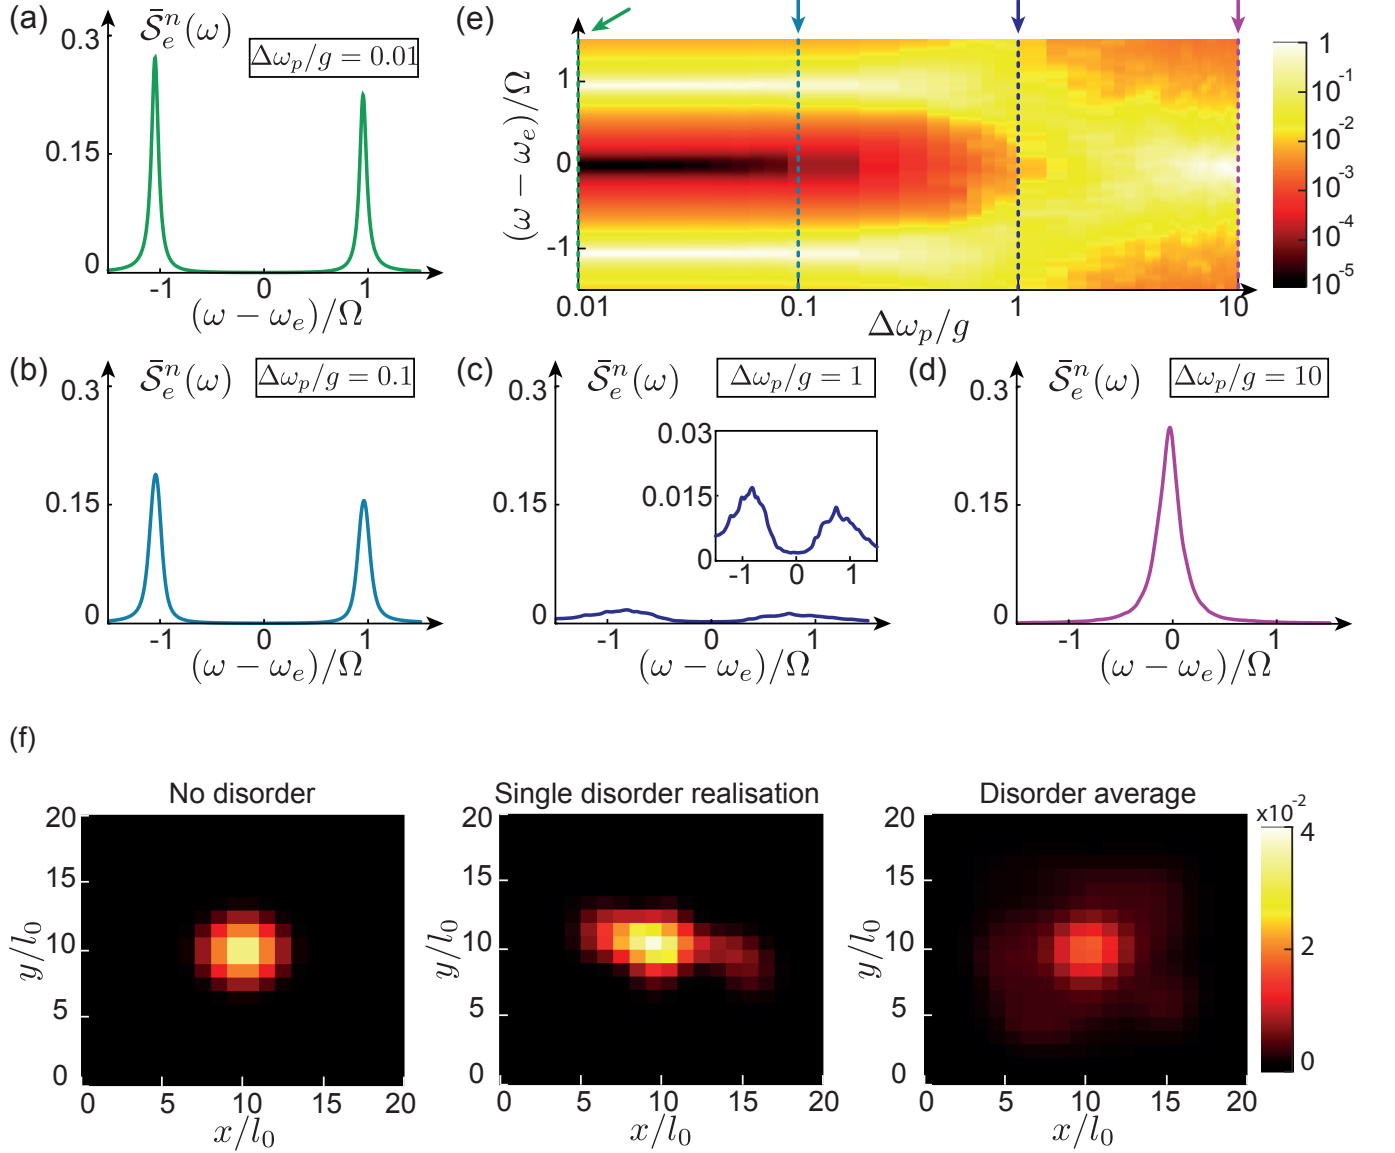 (a)
S̄ₑⁿ(ω)
Δωₚ/g = 0.01
0.3
0.15
0
-1 0 1
(ω − ωₑ)/Ω
(e)
(ω − ωₑ)/Ω
1
0
-1
0.01 0.1 1 10
Δωₚ/g
1
10⁻¹
10⁻²
10⁻³
10⁻⁴
10⁻⁵
(b)
S̄ₑⁿ(ω)
Δωₚ/g = 0.1
0.3
0.15
0
-1 0 1
(ω − ωₑ)/Ω
(c)
S̄ₑⁿ(ω)
Δωₚ/g = 1
0.3
0.15
0
0.03
0.015
0
-1 0 1
-1 0 1
(ω − ωₑ)/Ω
(d)
S̄ₑⁿ(ω)
Δωₚ/g = 10
0.3
0.15
0
-1 0 1
(ω − ωₑ)/Ω
(f)
No disorder
20
15
10
5
0
y/l₀
0 5 10 15 20
x/l₀
Single disorder realisation
20
15
10
5
0
y/l₀
0 5 10 15 20
x/l₀
Disorder average
20
15
10
5
0
y/l₀
0 5 10 15 20
x/l₀
x10⁻²
4
2
0